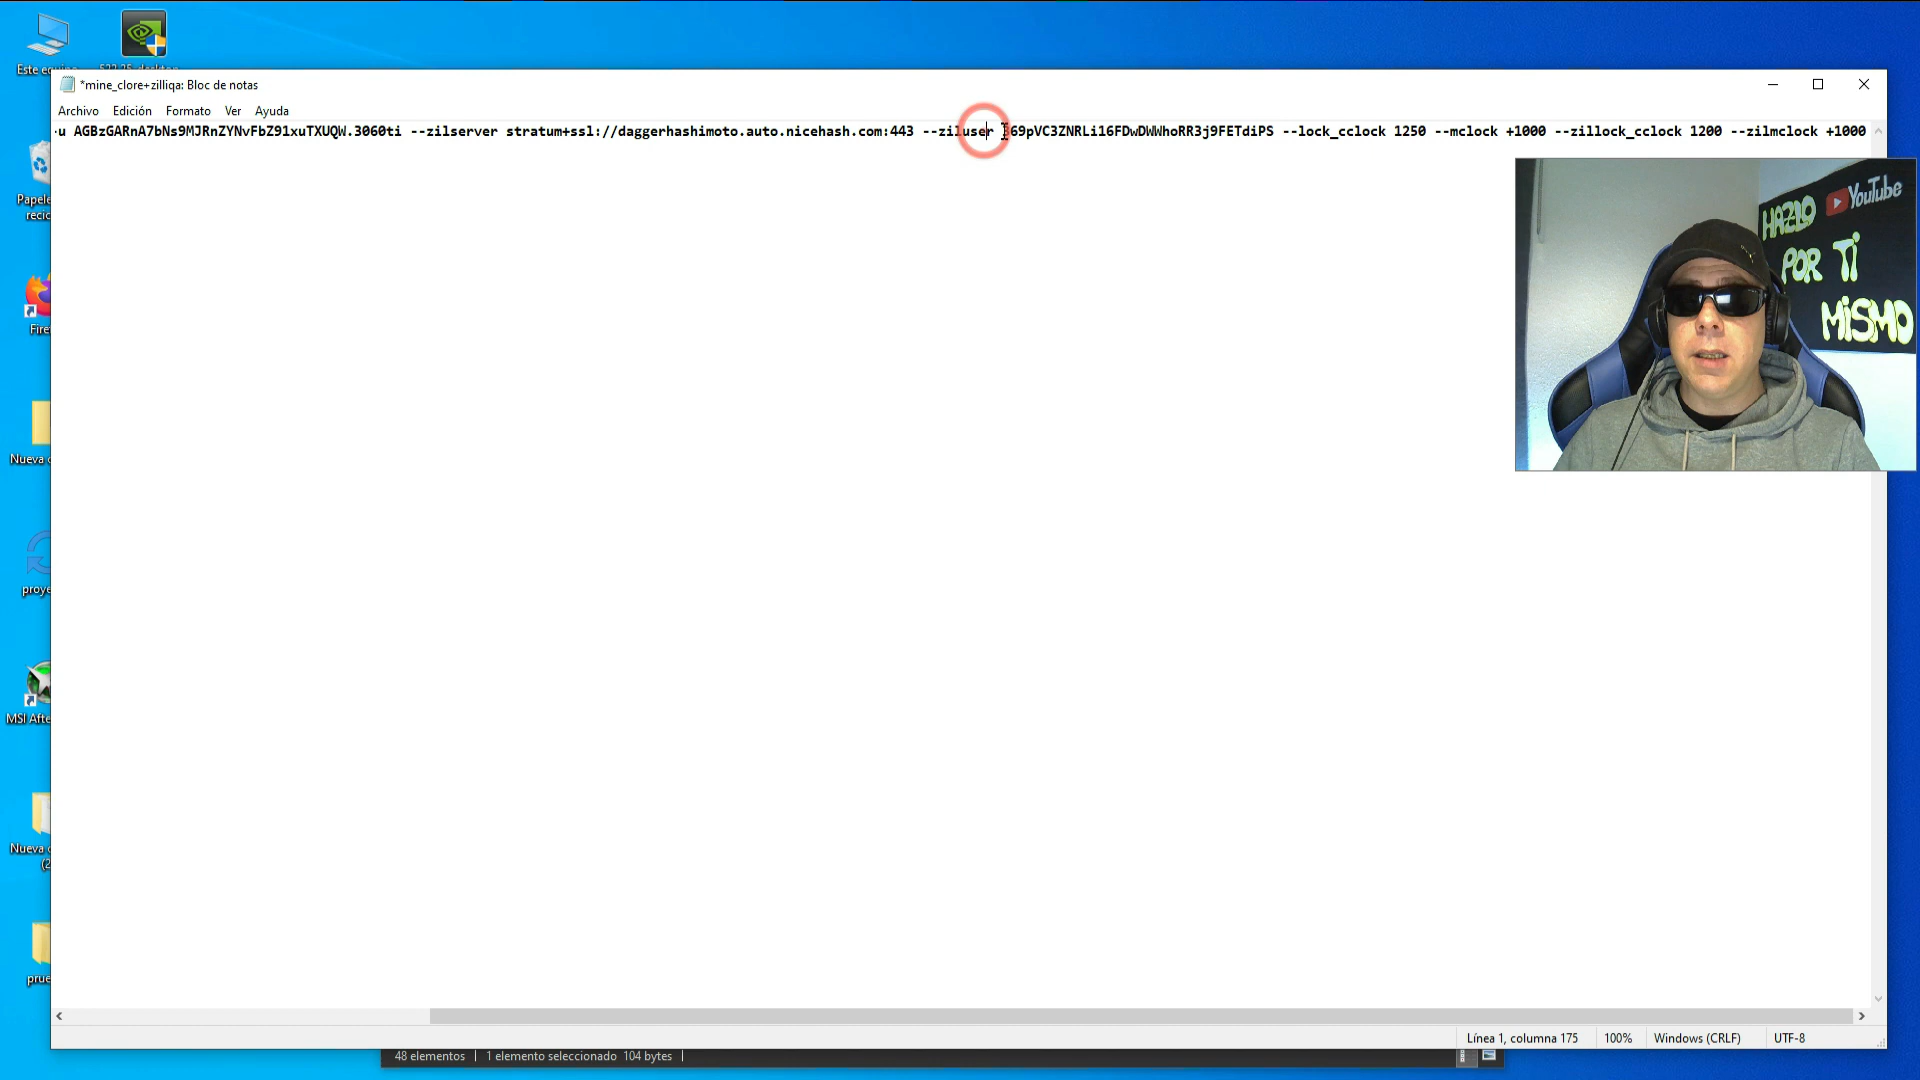 Este
*mine_clore+zilliqa: Bloc de notas
Archivo Edición Formato Ver Ayuda
-u AGBzGARnA7bNs9MJRnZYNvFbZ91xuTXUQW.3060ti --zilserver stratum+ssl://daggerhashimoto.auto.nicehash.com:443 --ziluser 369pVC3ZNRLi16FDwDWWhoRR3j9FETdiPS --lock_cclock 1250 --mclock +1000 --zillock_cclock 1200 --zilmclock +1000
Papele
recic
Fire
Nueva
proye
MSI Afte
Nueva
(2
prue
YouTube
HAZLO
POR Ti
MiSMO
Línea 1, columna 175 100% Windows (CRLF) UTF-8
48 elementos 1 elemento seleccionado 104 bytes